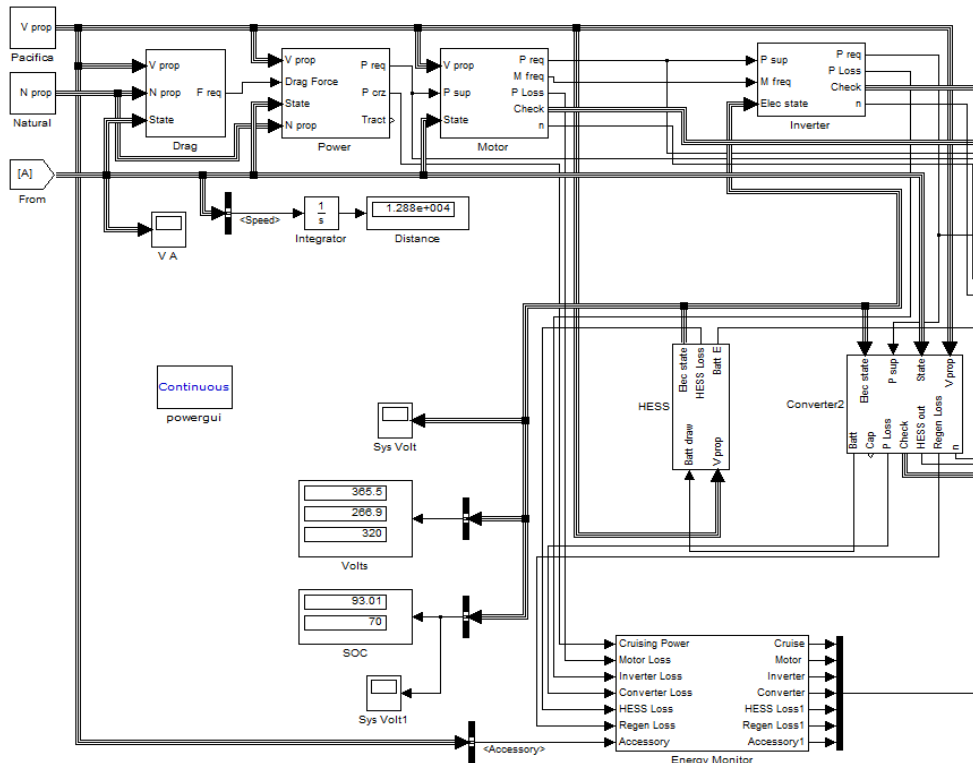 V prop
Pacifica
N prop
Natural
[A]
From
V prop
N prop
State
F req
Drag
V prop
Drag Force
State
N prop
P req
P crz
Tract
Power
V prop
P sup
State
P req
M freq
P Loss
Check
n
Motor
P sup
M freq
Elec state
P req
P Loss
Check
n
Inverter
V A
<Speed>
1
s
Integrator
1.288e+004
Distance
Continuous
powergui
Sys Volt
365.5
266.9
320
Volts
93.01
70
SOC
Sys Volt1
<Accessory>
HESS
Elec state
HESS Loss
Batt E
Batt draw
V prop
Converter2
Elec state
P sup
State
V prop
Batt
Cap
P Loss
Check
HESS out
Regen Loss
n
Cruising Power
Motor Loss
Inverter Loss
Converter Loss
HESS Loss
Regen Loss
Accessory
Cruise
Motor
Inverter
Converter
HESS Loss1
Regen Loss1
Accessory1
Energy Monitor